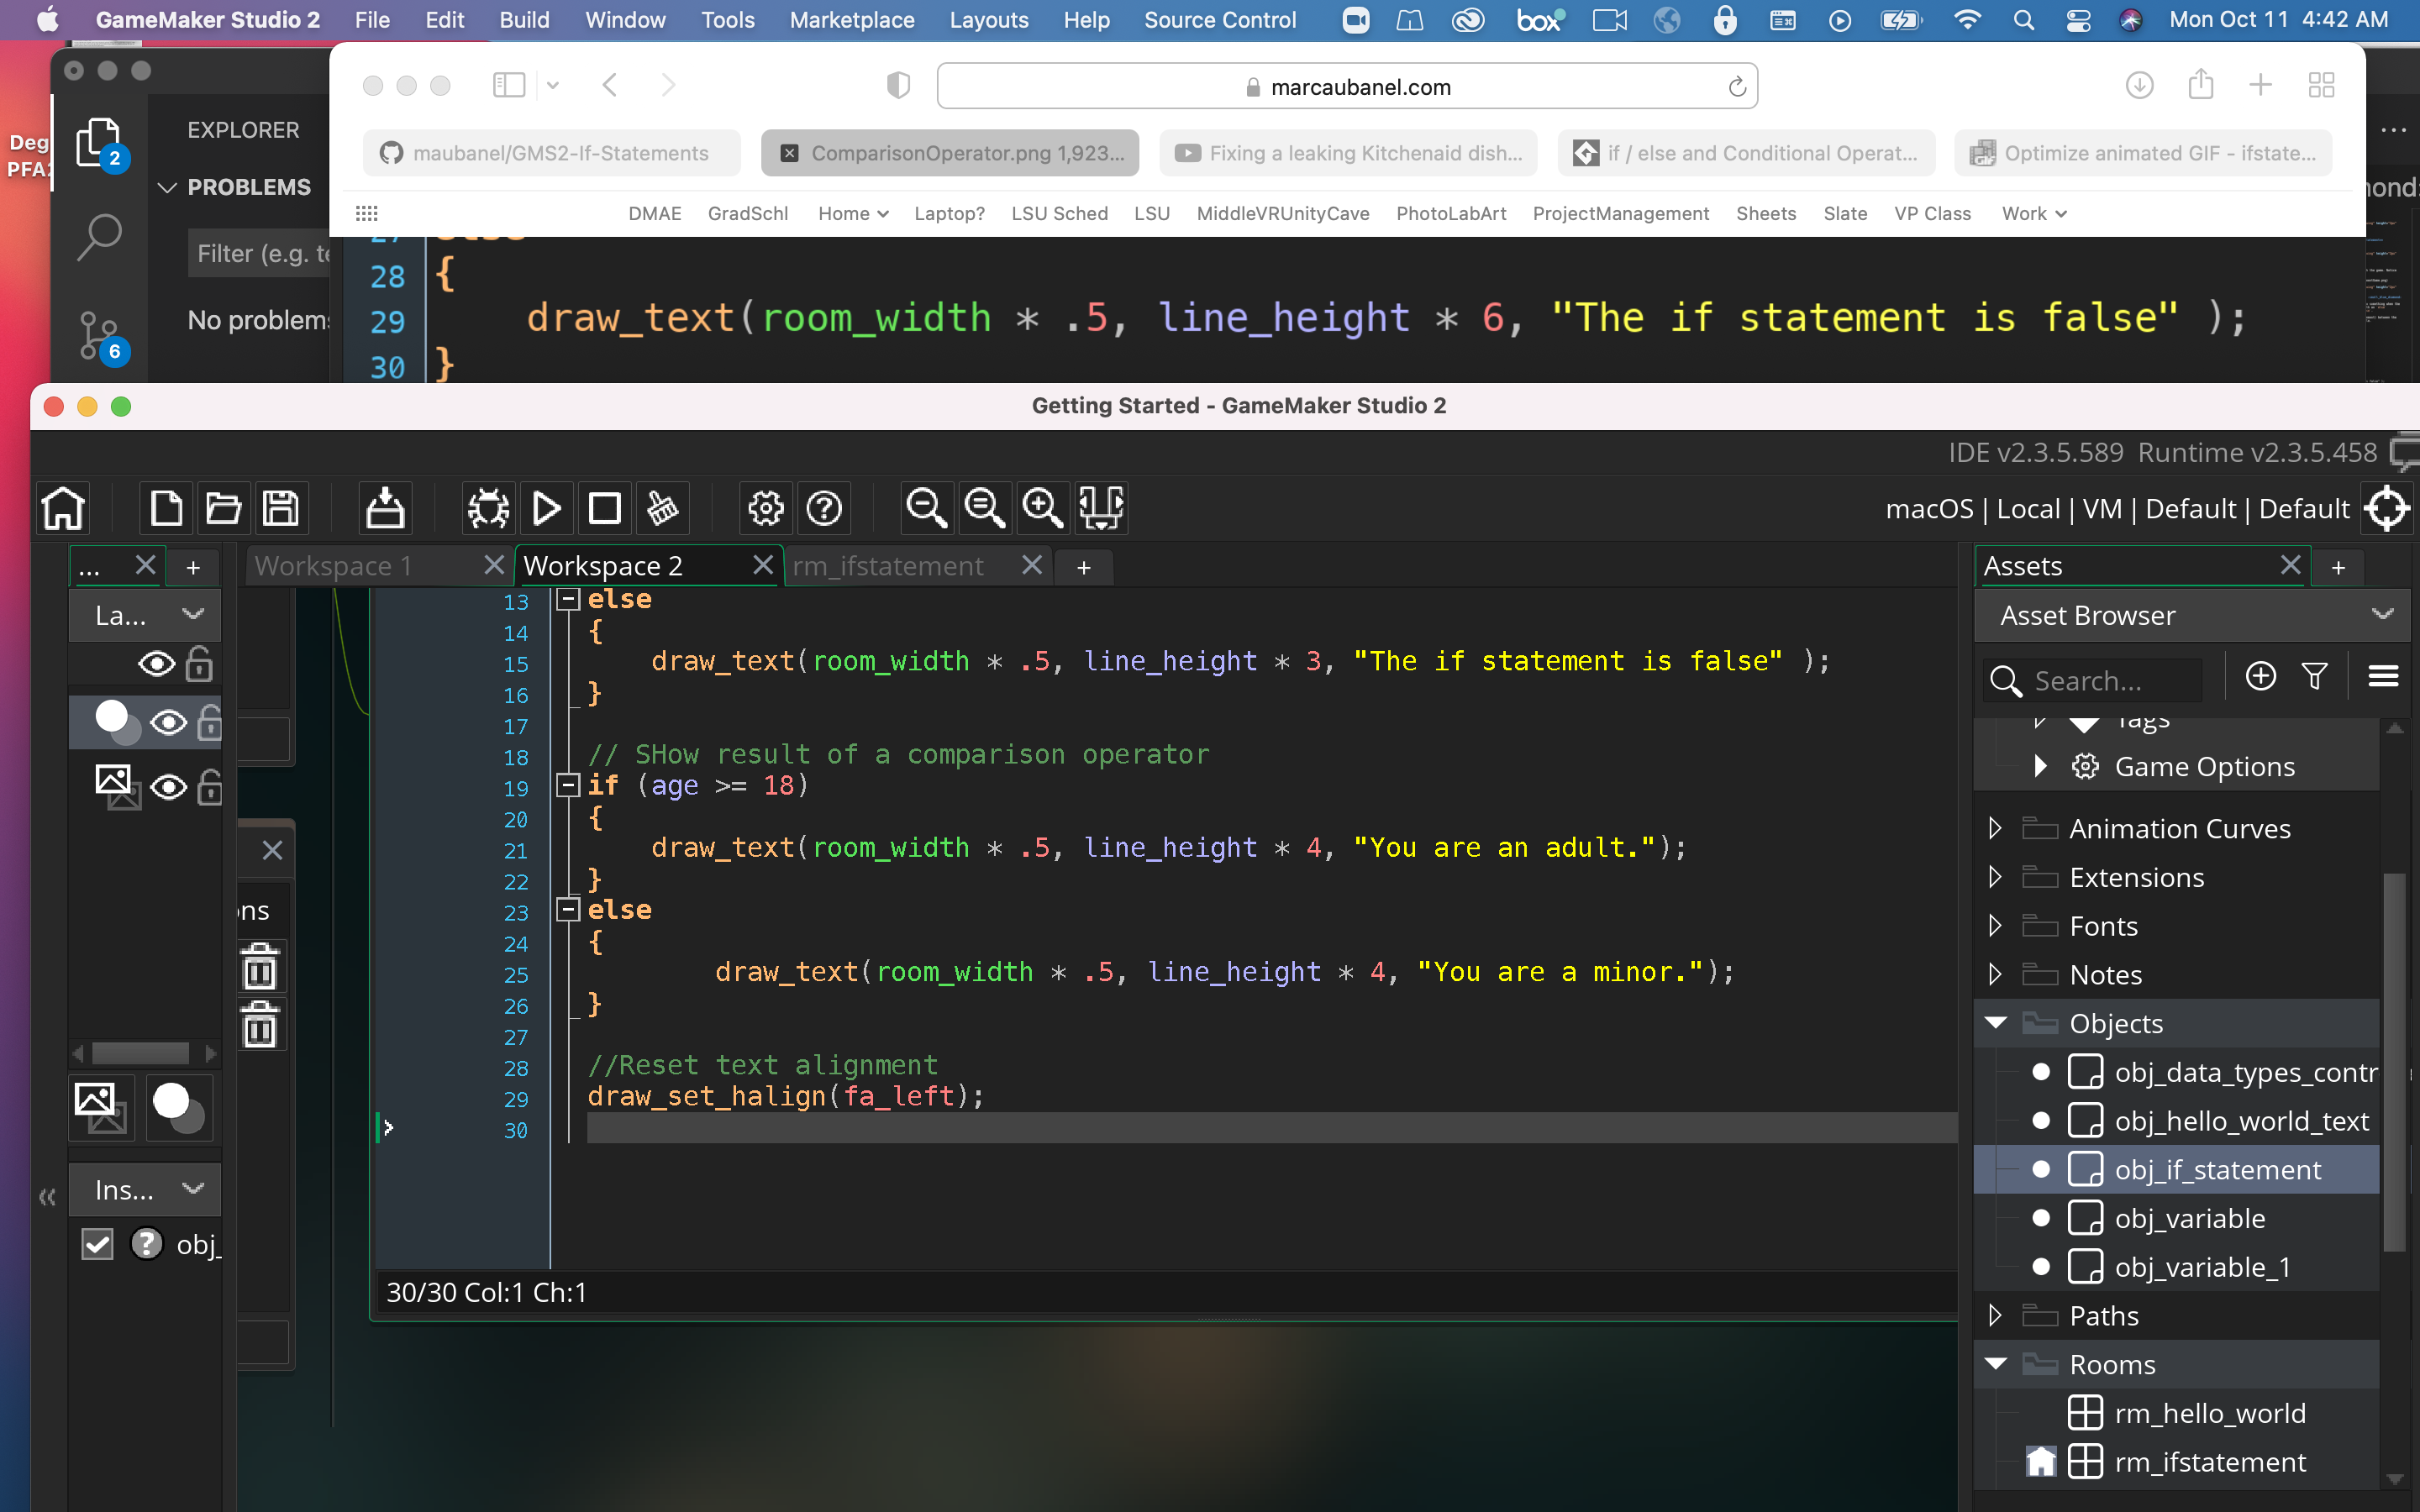 GameMaker Studio 2 File Edit Build Window Tools Marketplace Layouts Help Source Control box Mon Oct 11 4:42 AM
marcaubanel.com
Deg
PFA2
EXPLORER
2
maubanel/GMS2-If-Statements ComparisonOperator.png 1,923... Fixing a leaking Kitchenaid dish... if / else and Conditional Operat... Optimize animated GIF - ifstate...
PROBLEMS
DMAE GradSchl Home Laptop? LSU Sched LSU MiddleVRUnityCave PhotoLabArt ProjectManagement Sheets Slate VP Class Work
Filter (e.g. te
27 else
28 {
No problems
29 draw_text(room_width * .5, line_height * 6, "The if statement is false" );
6
30 }
Getting Started - GameMaker Studio 2
IDE v2.3.5.589 Runtime v2.3.5.458
macOS | Local | VM | Default | Default
... Workspace 1 Workspace 2 rm_ifstatement Assets
La... Asset Browser
Search...
13 else
14 {
15 draw_text(room_width * .5, line_height * 3, "The if statement is false" );
16 }
17
18 // SHow result of a comparison operator
19 if (age >= 18)
20 {
21 draw_text(room_width * .5, line_height * 4, "You are an adult.");
22 }
23 else
24 {
25 draw_text(room_width * .5, line_height * 4, "You are a minor.");
26 }
27
28 //Reset text alignment
29 draw_set_halign(fa_left);
30
30/30 Col:1 Ch:1
ons
Ins...
obj_
Tags
Game Options
Animation Curves
Extensions
Fonts
Notes
Objects
obj_data_types_contr
obj_hello_world_text
obj_if_statement
obj_variable
obj_variable_1
Paths
Rooms
rm_hello_world
rm_ifstatement